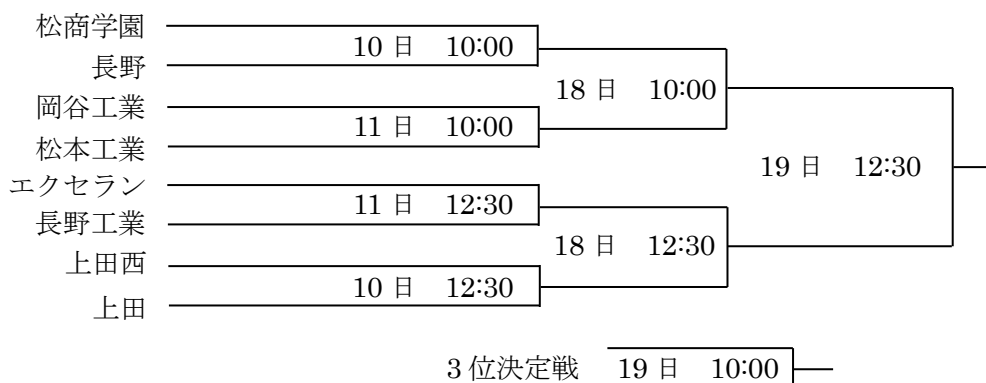 松商学園
10 日 10:00
長野
18 日 10:00
岡谷工業
11 日 10:00
松本工業
19 日 12:30
エクセラン
11 日 12:30
長野工業
18 日 12:30
上田西
10 日 12:30
上田
3 位決定戦 19 日 10:00